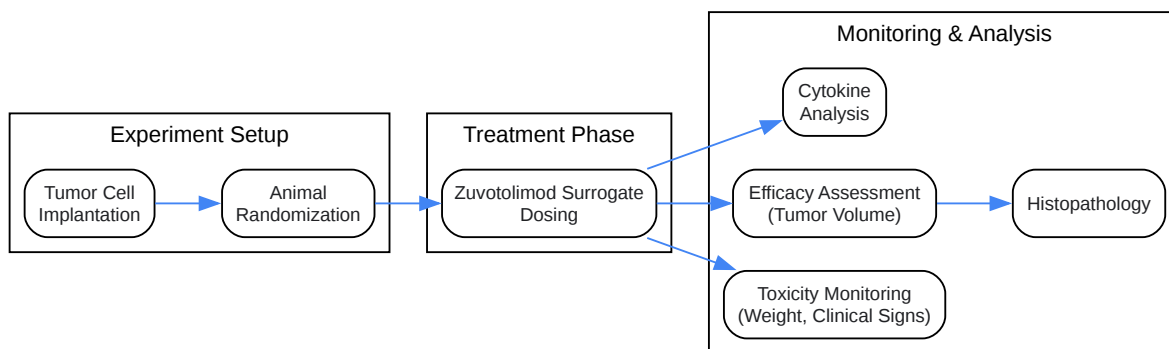 Experiment Setup
Tumor Cell
Implantation
Animal
Randomization
Treatment Phase
Zuvotolimod Surrogate
Dosing
Monitoring & Analysis
Cytokine
Analysis
Efficacy Assessment
(Tumor Volume)
Histopathology
Toxicity Monitoring
(Weight, Clinical Signs)